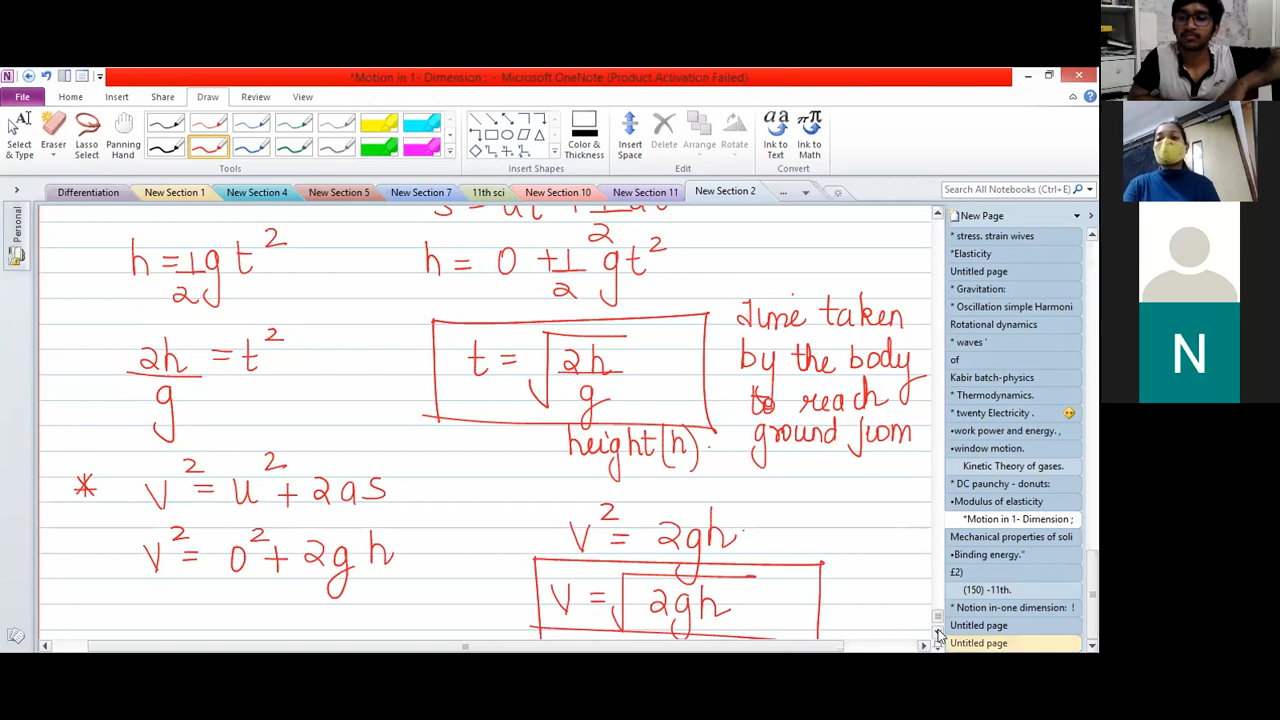 *Motion in 1- Dimension ; - Microsoft OneNote (Product Activation Failed)
File Home Insert Share Draw Review View
Select & Type
Eraser
Lasso Select
Panning Hand
Color & Thickness
Insert Space
Delete
Arrange
Rotate
Ink to Text
Ink to Math
Tools
Insert Shapes
Edit
Convert
Differentiation New Section 1 New Section 4 New Section 5 New Section 7 11th sci New Section 10 New Section 11 New Section 2 ...
Search All Notebooks (Ctrl+E)
Personal
h = 1/2 g t²
h = 0 + 1/2 g t²
2h/g = t²
t = √(2h/g)
Time taken
by the body
to reach
ground from
height (h).
* v² = u² + 2as
v² = 0² + 2gh
v² = 2gh
v = √2gh
New Page
* stress. strain wives
*Elasticity
Untitled page
* Gravitation:
* Oscillation simple Harmoni
Rotational dynamics
* waves '
of
Kabir batch-physics
* Thermodynamics.
* twenty Electricity .
•work power and energy. ,
•window motion.
Kinetic Theory of gases.
* DC paunchy - donuts:
•Modulus of elasticity
*Motion in 1- Dimension ;
Mechanical properties of soli
•Binding energy."
£2)
(150) -11th.
* Notion in-one dimension: !
Untitled page
Untitled page
N